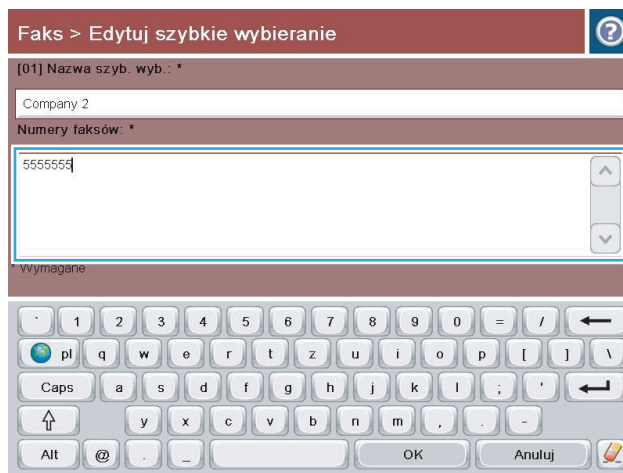 Faks > Edytuj szybkie wybieranie ?
[01] Nazwa szyb. wyb.: *
Company 2
Numery faksów: *
5555555
* Wymagane
` 1 2 3 4 5 6 7 8 9 0 = /
pl q w e r t z u i o p [ ] \
Caps a s d f g h j k l ; '
y x c v b n m , . -
Alt @ . _ OK Anuluj